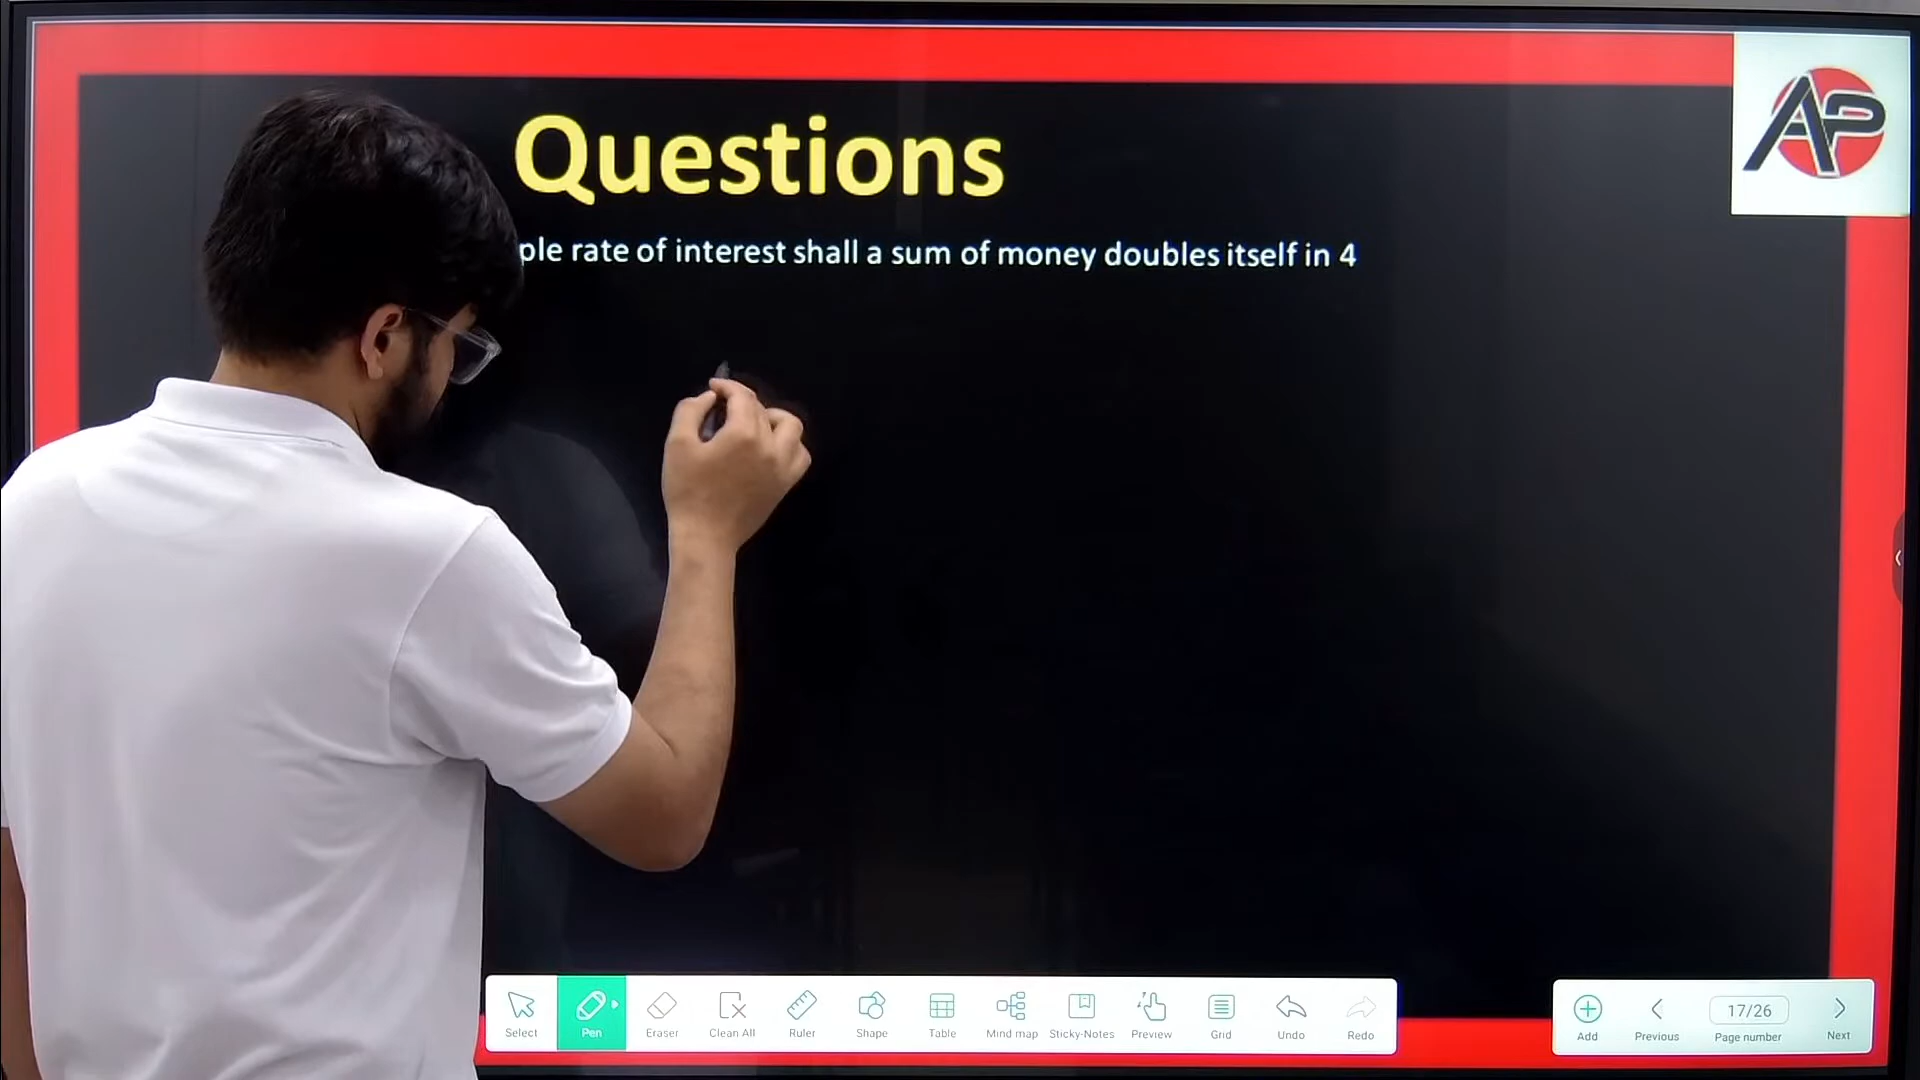 Questions
rate of interest shall a sum of money doubles itself in 4
AP
Select
Pen
Eraser
Clean All
Ruler
Shape
Table
Mind map
Sticky-Notes
Preview
Grid
Undo
Redo
Add
Previous
17/26
Page number
Next